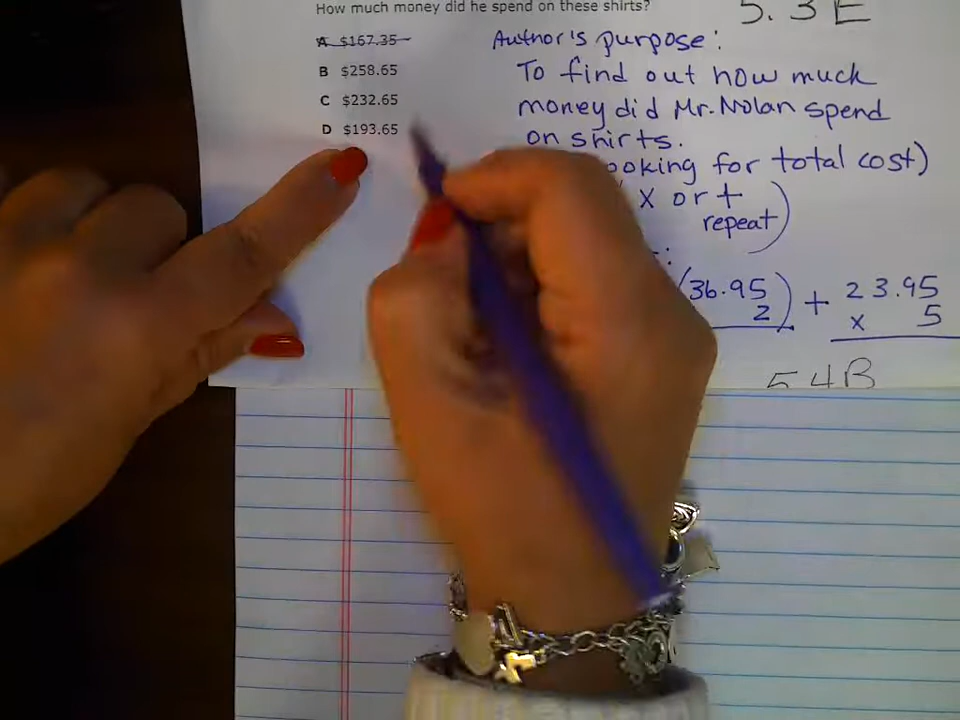 How much money did he spend on these shirts?
5.3E
A $167.35
Author's purpose:
B $258.65
To find out how much
C $232.65
money did Mr. Nolan spend
D $193.65
on shirts.
ooking for total cost)
X or +
repeat)
(36.95 ) + 23.95
2 x 5
54B